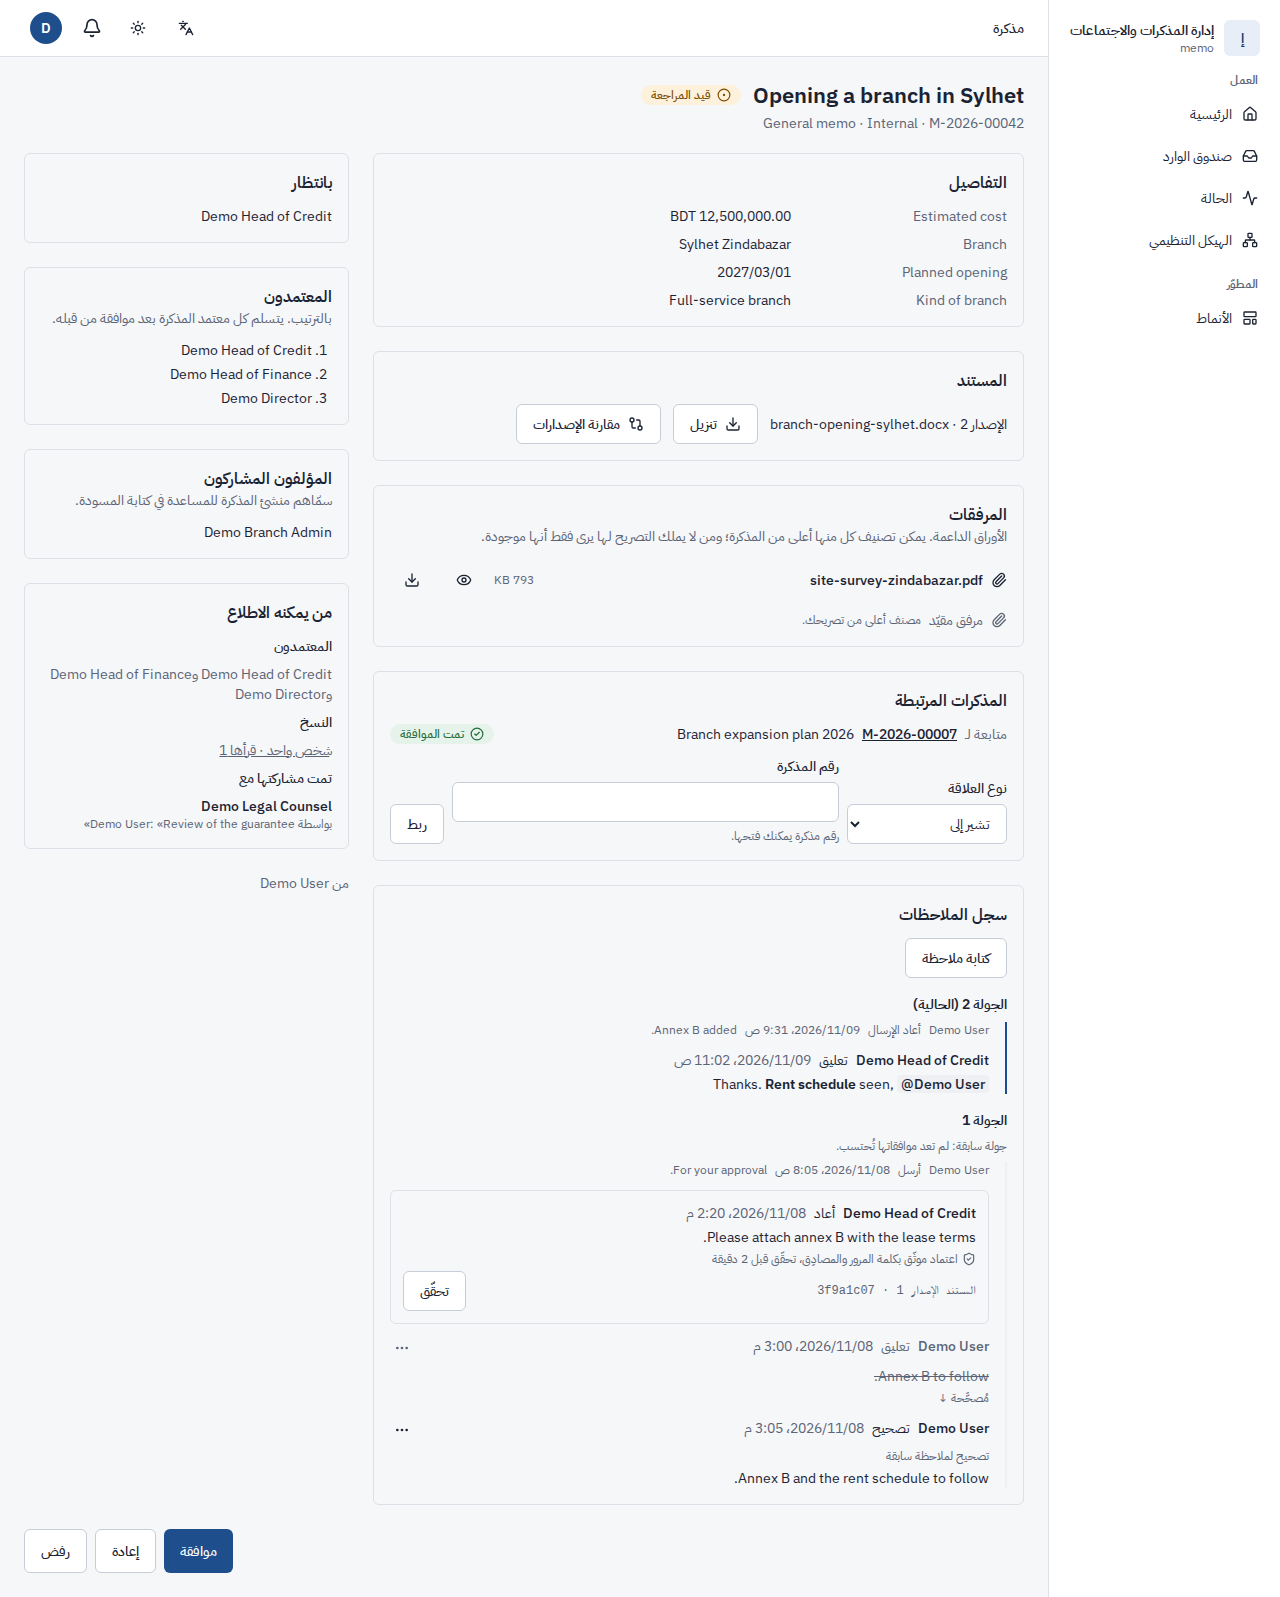 إدارة المذكرات والاجتماعات
memo
إ
العمل
الرئيسية
صندوق الوارد
الحالة
الهيكل التنظيمي
المطوّر
الأنماط
مذكرة
D
Opening a branch in Sylhet
قيد المراجعة
General memo · Internal · M-2026-00042
التفاصيل
Estimated cost
BDT 12,500,000.00
Branch
Sylhet Zindabazar
Planned opening
2027/03/01
Kind of branch
Full-service branch
المستند
الإصدار 2 · branch-opening-sylhet.docx
تنزيل
مقارنة الإصدارات
المرفقات
الأوراق الداعمة. يمكن تصنيف كل منها أعلى من المذكرة؛ ومن لا يملك التصريح لها يرى فقط أنها موجودة.
site-survey-zindabazar.pdf
793 KB
مرفق مقيّد
مصنف أعلى من تصريحك.
المذكرات المرتبطة
متابعة لـ
M-2026-00007
Branch expansion plan 2026
تمت الموافقة
نوع العلاقة
تشير إلى
رقم المذكرة
رقم مذكرة يمكنك فتحها.
ربط
سجل الملاحظات
كتابة ملاحظة
الجولة 2 (الحالية)
Demo User أعاد الإرسال 2026/11/09، 9:31 ص Annex B added.
Demo Head of Credit تعليق 2026/11/09، 11:02 ص
Thanks. Rent schedule seen, @Demo User
الجولة 1
جولة سابقة: لم تعد موافقاتها تُحتسب.
Demo User أرسل 2026/11/08، 8:05 ص For your approval.
Demo Head of Credit أعاد 2026/11/08، 2:20 م
Please attach annex B with the lease terms.
اعتماد موثّق بكلمة المرور والمصادِق، تحقّق قبل 2 دقيقة
المستند الإصدار 1 · 3f9a1c07
تحقّق
Demo User تعليق 2026/11/08، 3:00 م
Annex B to follow.
مُصحَّحة ↓
Demo User تصحيح 2026/11/08، 3:05 م
تصحيح لملاحظة سابقة
Annex B and the rent schedule to follow.
بانتظار
Demo Head of Credit
المعتمدون
بالترتيب. يتسلم كل معتمد المذكرة بعد موافقة من قبله.
1. Demo Head of Credit
2. Demo Head of Finance
3. Demo Director
المؤلفون المشاركون
سمّاهم منشئ المذكرة للمساعدة في كتابة المسودة.
Demo Branch Admin
من يمكنه الاطلاع
المعتمدون
Demo Head of Credit وDemo Head of Finance
وDemo Director
النسخ
شخص واحد · قرأها 1
تمت مشاركتها مع
Demo Legal Counsel
بواسطة Demo User: «Review of the guarantee»
من Demo User
موافقة
إعادة
رفض